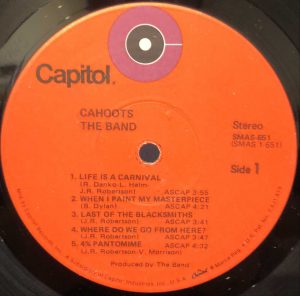 Capitol.
CAHOOTS
THE BAND
Stereo
SMAS-651
(SMAS 1-651)
Side 1
1. LIFE IS A CARNIVAL
(R. Danko-L. Helm-
J.R. Robertson) ASCAP 3:55
2. WHEN I PAINT MY MASTERPIECE
(B. Dylan) ASCAP 4:21
3. LAST OF THE BLACKSMITHS
(J.R. Robertson) ASCAP 3:41
4. WHERE DO WE GO FROM HERE?
(J.R. Robertson) ASCAP 3:47
5. 4% PANTOMIME ASCAP 4:32
(J.R. Robertson-V. Morrison)
Produced by The Band